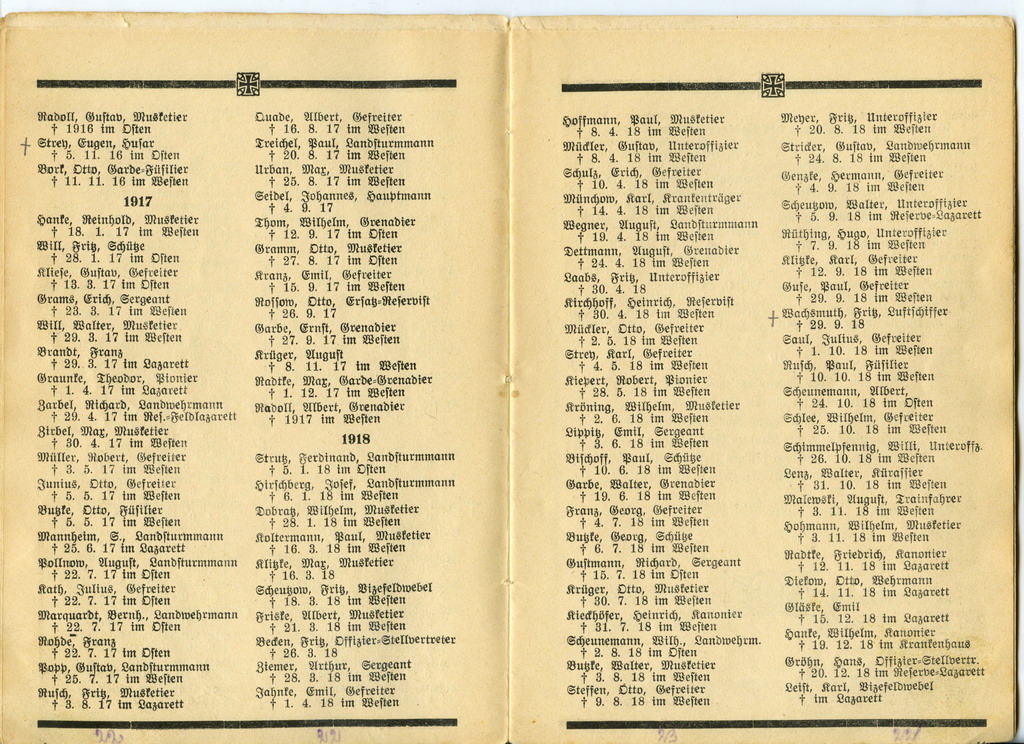 Radoll, Gustav, Musketier
† 1916 im Osten
† Strey, Eugen, Husar
† 5. 11. 16 im Osten
Bork, Otto, Garde-Füsilier
† 11. 11. 16 im Westen
1917
Hanke, Reinhold, Musketier
† 18. 1. 17 im Westen
Will, Fritz, Schütze
† 28. 1. 17 im Osten
Kliese, Gustav, Gefreiter
† 13. 3. 17 im Osten
Grams, Erich, Sergeant
† 23. 3. 17 im Westen
Will, Walter, Musketier
† 29. 3. 17 im Westen
Brandt, Franz
† 29. 3. 17 im Lazarett
Graunke, Theodor, Pionier
† 1. 4. 17 im Lazarett
Zarbel, Richard, Landwehrmann
† 29. 4. 17 im Res.-Feldlazarett
Zirbel, Max, Musketier
† 30. 4. 17 im Westen
Müller, Robert, Gefreiter
† 3. 5. 17 im Westen
Junius, Otto, Gefreiter
† 5. 5. 17 im Westen
Butzke, Otto, Füsilier
† 5. 5. 17 im Westen
Mannheim, S., Landsturmmann
† 25. 6. 17 im Lazarett
Pollnow, August, Landsturmmann
† 22. 7. 17 im Osten
Kath, Julius, Gefreiter
† 22. 7. 17 im Osten
Marquardt, Bernh., Landwehrmann
† 22. 7. 17 im Osten
Rohde, Franz
† 22. 7. 17 im Osten
Popp, Gustav, Landsturmmann
† 25. 7. 17 im Westen
Rusch, Fritz, Musketier
† 3. 8. 17 im Lazarett
22
Quade, Albert, Gefreiter
† 16. 8. 17 im Westen
Treichel, Paul, Landsturmmann
† 20. 8. 17 im Westen
Urban, Max, Musketier
† 25. 8. 17 im Westen
Seidel, Johannes, Hauptmann
† 4. 9. 17
Thom, Wilhelm, Grenadier
† 12. 9. 17 im Osten
Gramm, Otto, Musketier
† 27. 8. 17 im Osten
Kranz, Emil, Gefreiter
† 15. 9. 17 im Westen
Rossow, Otto, Ersatz-Reservist
† 26. 9. 17
Garbe, Ernst, Grenadier
† 27. 9. 17 im Westen
Krüger, August
† 8. 11. 17 im Westen
Radtke, Max, Garde-Grenadier
† 1. 12. 17 im Westen
Radoll, Albert, Grenadier
† 1917 im Westen
1918
Strutz, Ferdinand, Landsturmmann
† 5. 1. 18 im Osten
Hirschberg, Josef, Landsturmmann
† 6. 1. 18 im Westen
Dobratz, Wilhelm, Musketier
† 28. 1. 18 im Westen
Koltermann, Paul, Musketier
† 16. 3. 18 im Westen
Klitzke, Max, Musketier
† 16. 3. 18
Scheutzow, Fritz, Vizefeldwebel
† 18. 3. 18 im Westen
Friske, Albert, Musketier
† 21. 3. 18 im Westen
Becken, Fritz, Offizier-Stellvertreter
† 26. 3. 18
Ziemer, Arthur, Sergeant
† 28. 3. 18 im Westen
Jahnke, Emil, Gefreiter
† 1. 4. 18 im Westen
22
Hoffmann, Paul, Musketier
† 8. 4. 18 im Westen
Mückler, Gustav, Unteroffizier
† 8. 4. 18 im Westen
Schulz, Erich, Gefreiter
† 10. 4. 18 im Westen
Münchow, Karl, Krankenträger
† 14. 4. 18 im Westen
Wegner, August, Landsturmmann
† 19. 4. 18 im Westen
Dettmann, August, Grenadier
† 24. 4. 18 im Westen
Laabs, Fritz, Unteroffizier
† 30. 4. 18
Kirchhoff, Heinrich, Reservist
† 30. 4. 18 im Westen
Mückler, Otto, Gefreiter
† 2. 5. 18 im Westen
Strey, Karl, Gefreiter
† 4. 5. 18 im Westen
Kiepert, Robert, Pionier
† 28. 5. 18 im Westen
Kröning, Wilhelm, Musketier
† 2. 6. 18 im Westen
Lippitz, Emil, Sergeant
† 3. 6. 18 im Westen
Bischoff, Paul, Schütze
† 10. 6. 18 im Westen
Garbe, Walter, Grenadier
† 19. 6. 18 im Westen
Franz, Georg, Gefreiter
† 4. 7. 18 im Westen
Butzke, Georg, Schütze
† 6. 7. 18 im Westen
Gustmann, Richard, Sergeant
† 15. 7. 18 im Osten
Krüger, Otto, Musketier
† 30. 7. 18 im Westen
Kieckhöfer, Heinrich, Kanonier
† 31. 7. 18 im Westen
Scheunemann, Wilh., Landwehrm.
† 2. 8. 18 im Osten
Butzke, Walter, Musketier
† 3. 8. 18 im Westen
Steffen, Otto, Gefreiter
† 9. 8. 18 im Westen
23
Meyer, Fritz, Unteroffizier
† 20. 8. 18 im Westen
Stricker, Gustav, Landwehrmann
† 24. 8. 18 im Westen
Genzke, Hermann, Gefreiter
† 4. 9. 18 im Westen
Scheutzow, Walter, Unteroffizier
† 5. 9. 18 im Reserve-Lazarett
Rüthing, Hugo, Unteroffizier
† 7. 9. 18 im Westen
Klitzke, Karl, Gefreiter
† 12. 9. 18 im Westen
Guse, Paul, Gefreiter
† 29. 9. 18 im Westen
† Wachsmuth, Fritz, Luftschiffer
† 29. 9. 18
Saul, Julius, Gefreiter
† 1. 10. 18 im Westen
Rusch, Paul, Füsilier
† 10. 10. 18 im Westen
Scheunemann, Albert,
† 24. 10. 18 im Osten
Schlee, Wilhelm, Gefreiter
† 25. 10. 18 im Westen
Schimmelpfennig, Willi, Unteroffz.
† 26. 10. 18 im Westen
Lenz, Walter, Kürassier
† 31. 10. 18 im Westen
Malewski, August, Trainfahrer
† 3. 11. 18 im Westen
Hohmann, Wilhelm, Musketier
† 3. 11. 18 im Westen
Radtke, Friedrich, Kanonier
† 12. 11. 18 im Lazarett
Diekow, Otto, Wehrmann
† 14. 11. 18 im Lazarett
Gläske, Emil
† 15. 12. 18 im Lazarett
Hanke, Wilhelm, Kanonier
† 19. 12. 18 im Krankenhaus
Gröhn, Hans, Offizier-Stellvertr.
† 20. 12. 18 im Reserve-Lazarett
Leist, Karl, Vizefeldwebel
† im Lazarett